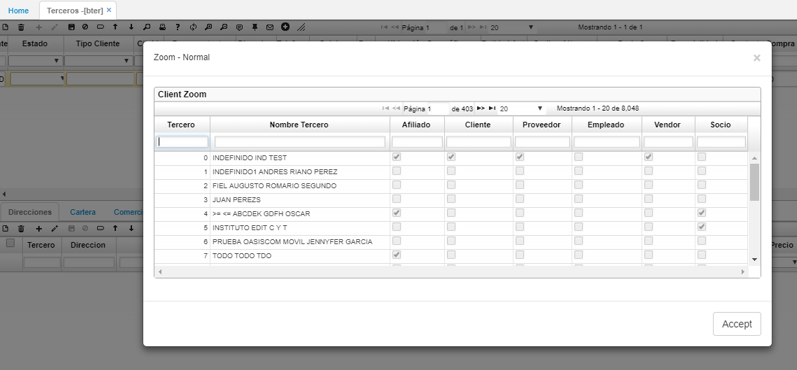 Home Terceros -[bter] ×
Página 1 de 1 20 Mostrando 1 - 1 de 1
Estado Tipo Cliente
Zoom - Normal ×
Client Zoom
Página 1 de 403 20 Mostrando 1 - 20 de 8,048
Tercero Nombre Tercero Afiliado Cliente Proveedor Empleado Vendor Socio
0 INDEFINIDO IND TEST
1 INDEFINIDO1 ANDRES RIANO PEREZ
2 FIEL AUGUSTO ROMARIO SEGUNDO
3 JUAN PEREZS
4 >= <= ABCDEK GDFH OSCAR
5 INSTITUTO EDIT C Y T
6 PRUEBA OASISCOM MOVIL JENNYFER GARCIA
7 TODO TODO TDO
Direcciones Cartera
Tercero Direccion Precio
Accept